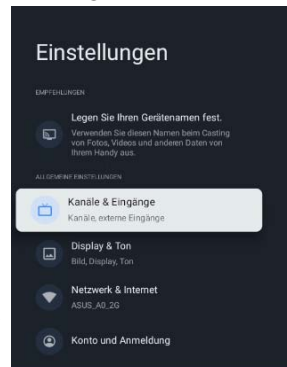 Einstellungen
EMPFEHLUNGEN
Legen Sie Ihren Gerätenamen fest.
Verwenden Sie diesen Namen beim Casting
von Fotos, Videos und anderen Daten von
Ihrem Handy aus.
ALLGEMEINE EINSTELLUNGEN
Kanäle & Eingänge
Kanäle, externe Eingänge
Display & Ton
Bild, Display, Ton
Netzwerk & Internet
ASUS_A0_2G
Konto und Anmeldung